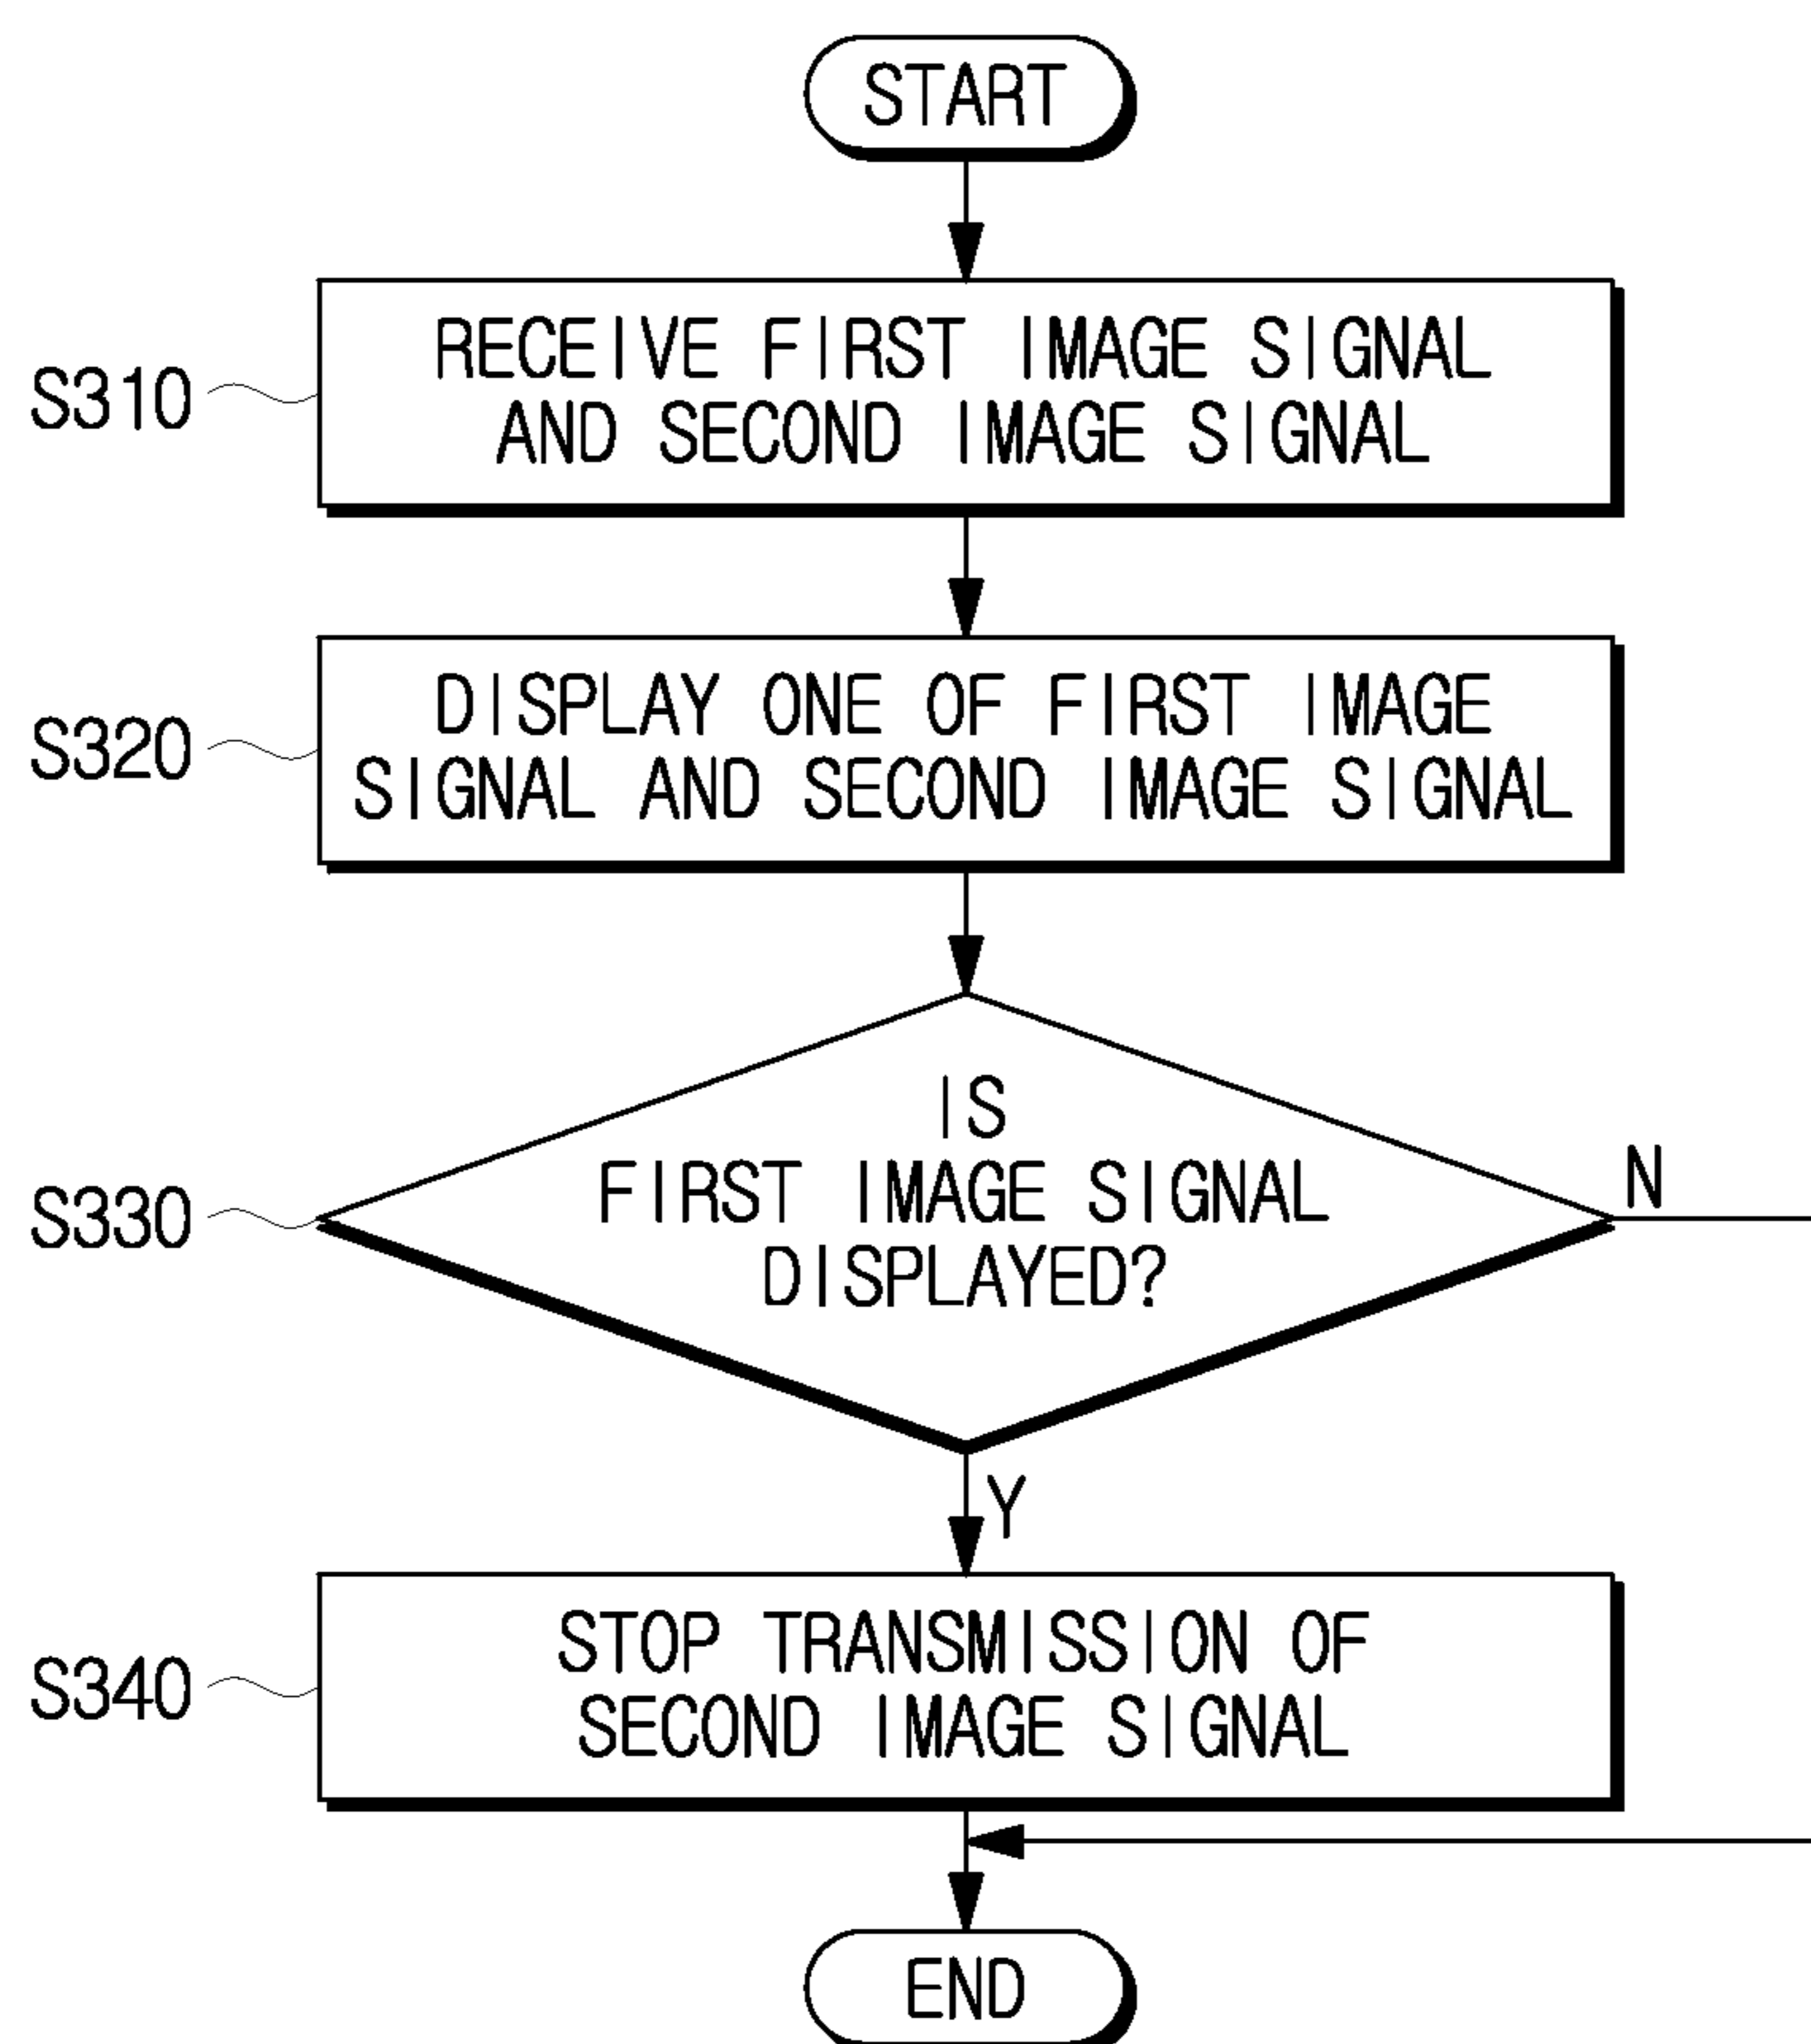 START
S310
RECEIVE FIRST IMAGE SIGNAL
AND SECOND IMAGE SIGNAL
S320
DISPLAY ONE OF FIRST IMAGE
SIGNAL AND SECOND IMAGE SIGNAL
S330
IS
FIRST IMAGE SIGNAL
DISPLAYED?
N
Y
S340
STOP TRANSMISSION OF
SECOND IMAGE SIGNAL
END